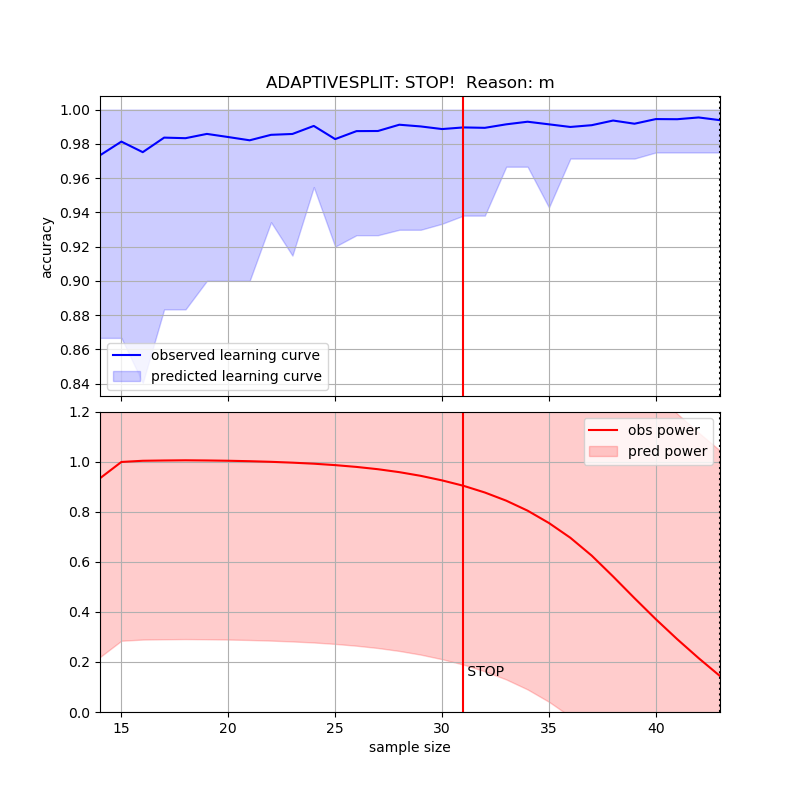 ADAPTIVESPLIT: STOP!  Reason: m
1.00
0.98
0.96
0.94
0.92
0.90
0.88
0.86
0.84
accuracy
observed learning curve
predicted learning curve
1.2
1.0
0.8
0.6
0.4
0.2
0.0
obs power
pred power
STOP
15 20 25 30 35 40
sample size